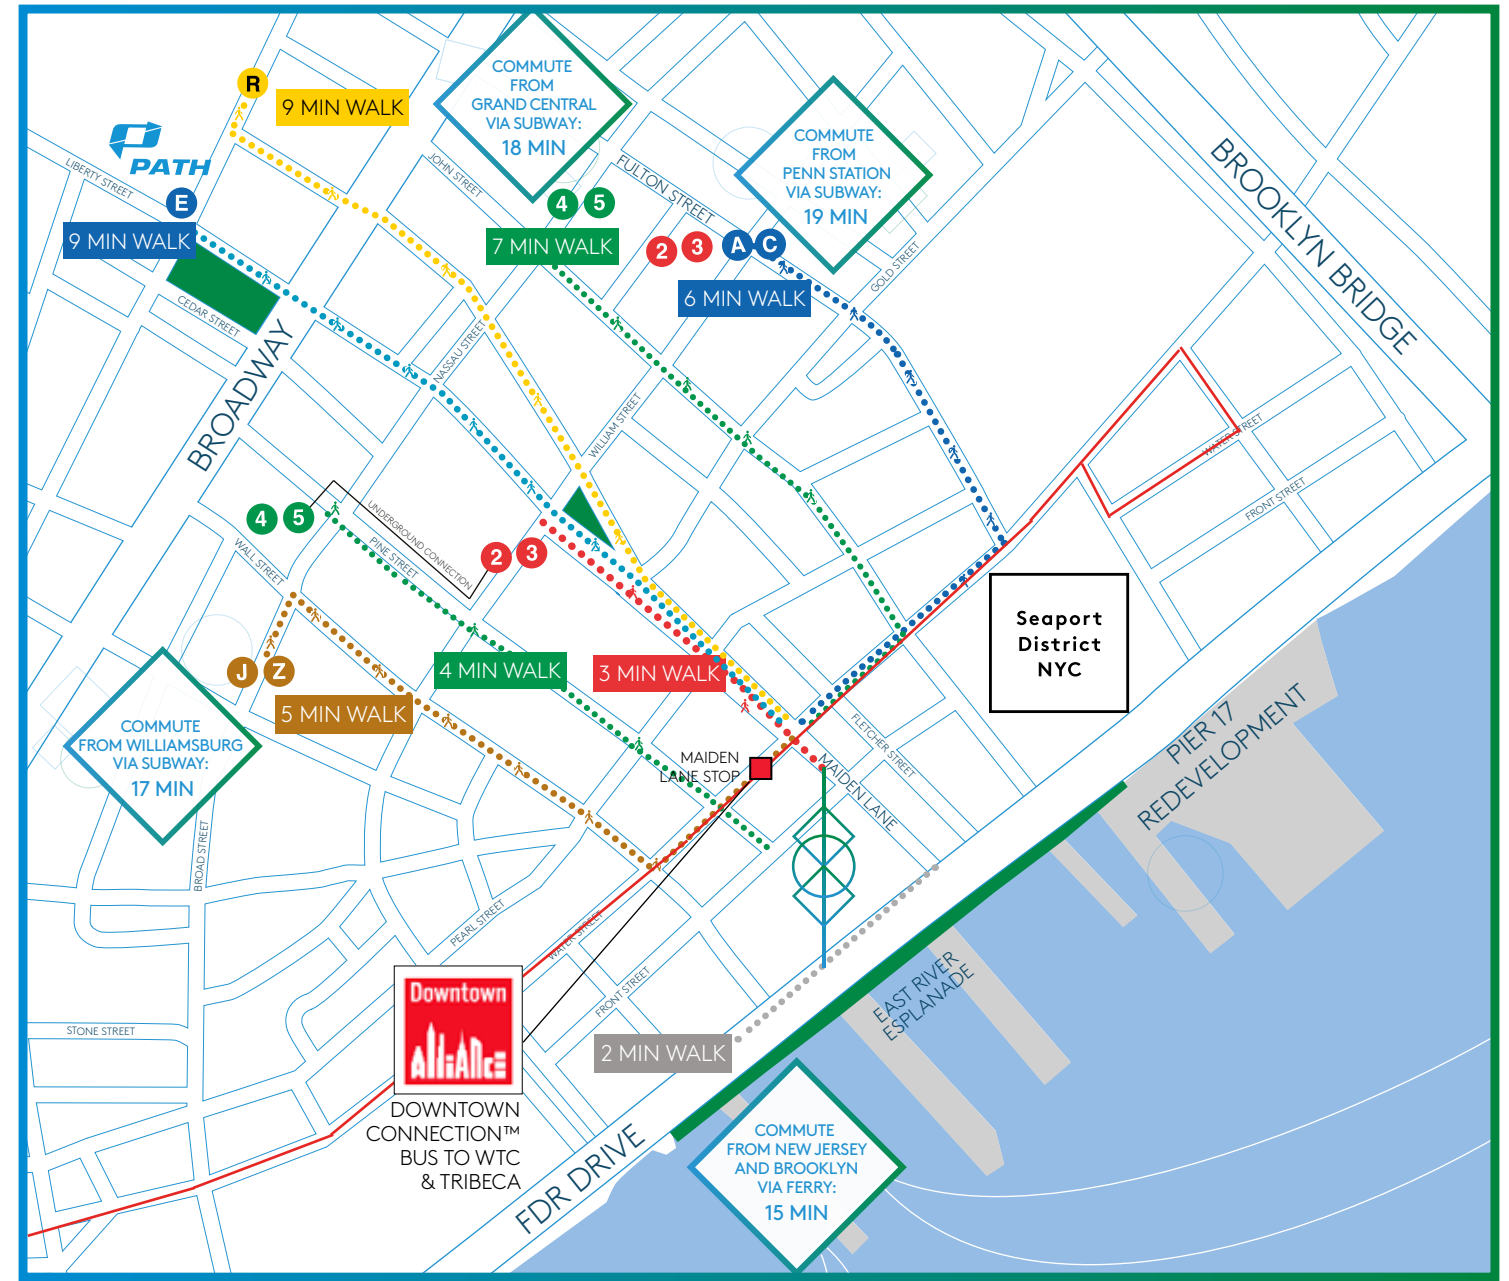 R
9 MIN WALK
PATH
LIBERTY STREET
E
9 MIN WALK
CEDAR STREET
BROADWAY
COMMUTE
FROM
GRAND CENTRAL
VIA SUBWAY:
18 MIN
JOHN STREET
4 5
7 MIN WALK
FULTON STREET
2 3 A C
6 MIN WALK
COMMUTE
FROM
PENN STATION
VIA SUBWAY:
19 MIN
GOLD STREET
BROOKLYN BRIDGE
NASSAU STREET
WILLIAM STREET
WATER STREET
FRONT STREET
4 5
UNDERGROUND CONNECTION
PINE STREET
WALL STREET
2 3
J Z
5 MIN WALK
4 MIN WALK
3 MIN WALK
Seaport
District
NYC
COMMUTE
FROM WILLIAMSBURG
VIA SUBWAY:
17 MIN
MAIDEN
LANE STOP
FLETCHER STREET
MAIDEN LANE
PIER 17
REDEVELOPMENT
BROAD STREET
PEARL STREET
WATER STREET
FRONT STREET
EAST RIVER
ESPLANADE
STONE STREET
Downtown
AlliANcE
2 MIN WALK
DOWNTOWN
CONNECTION™
BUS TO WTC
& TRIBECA
FDR DRIVE
COMMUTE
FROM NEW JERSEY
AND BROOKLYN
VIA FERRY:
15 MIN